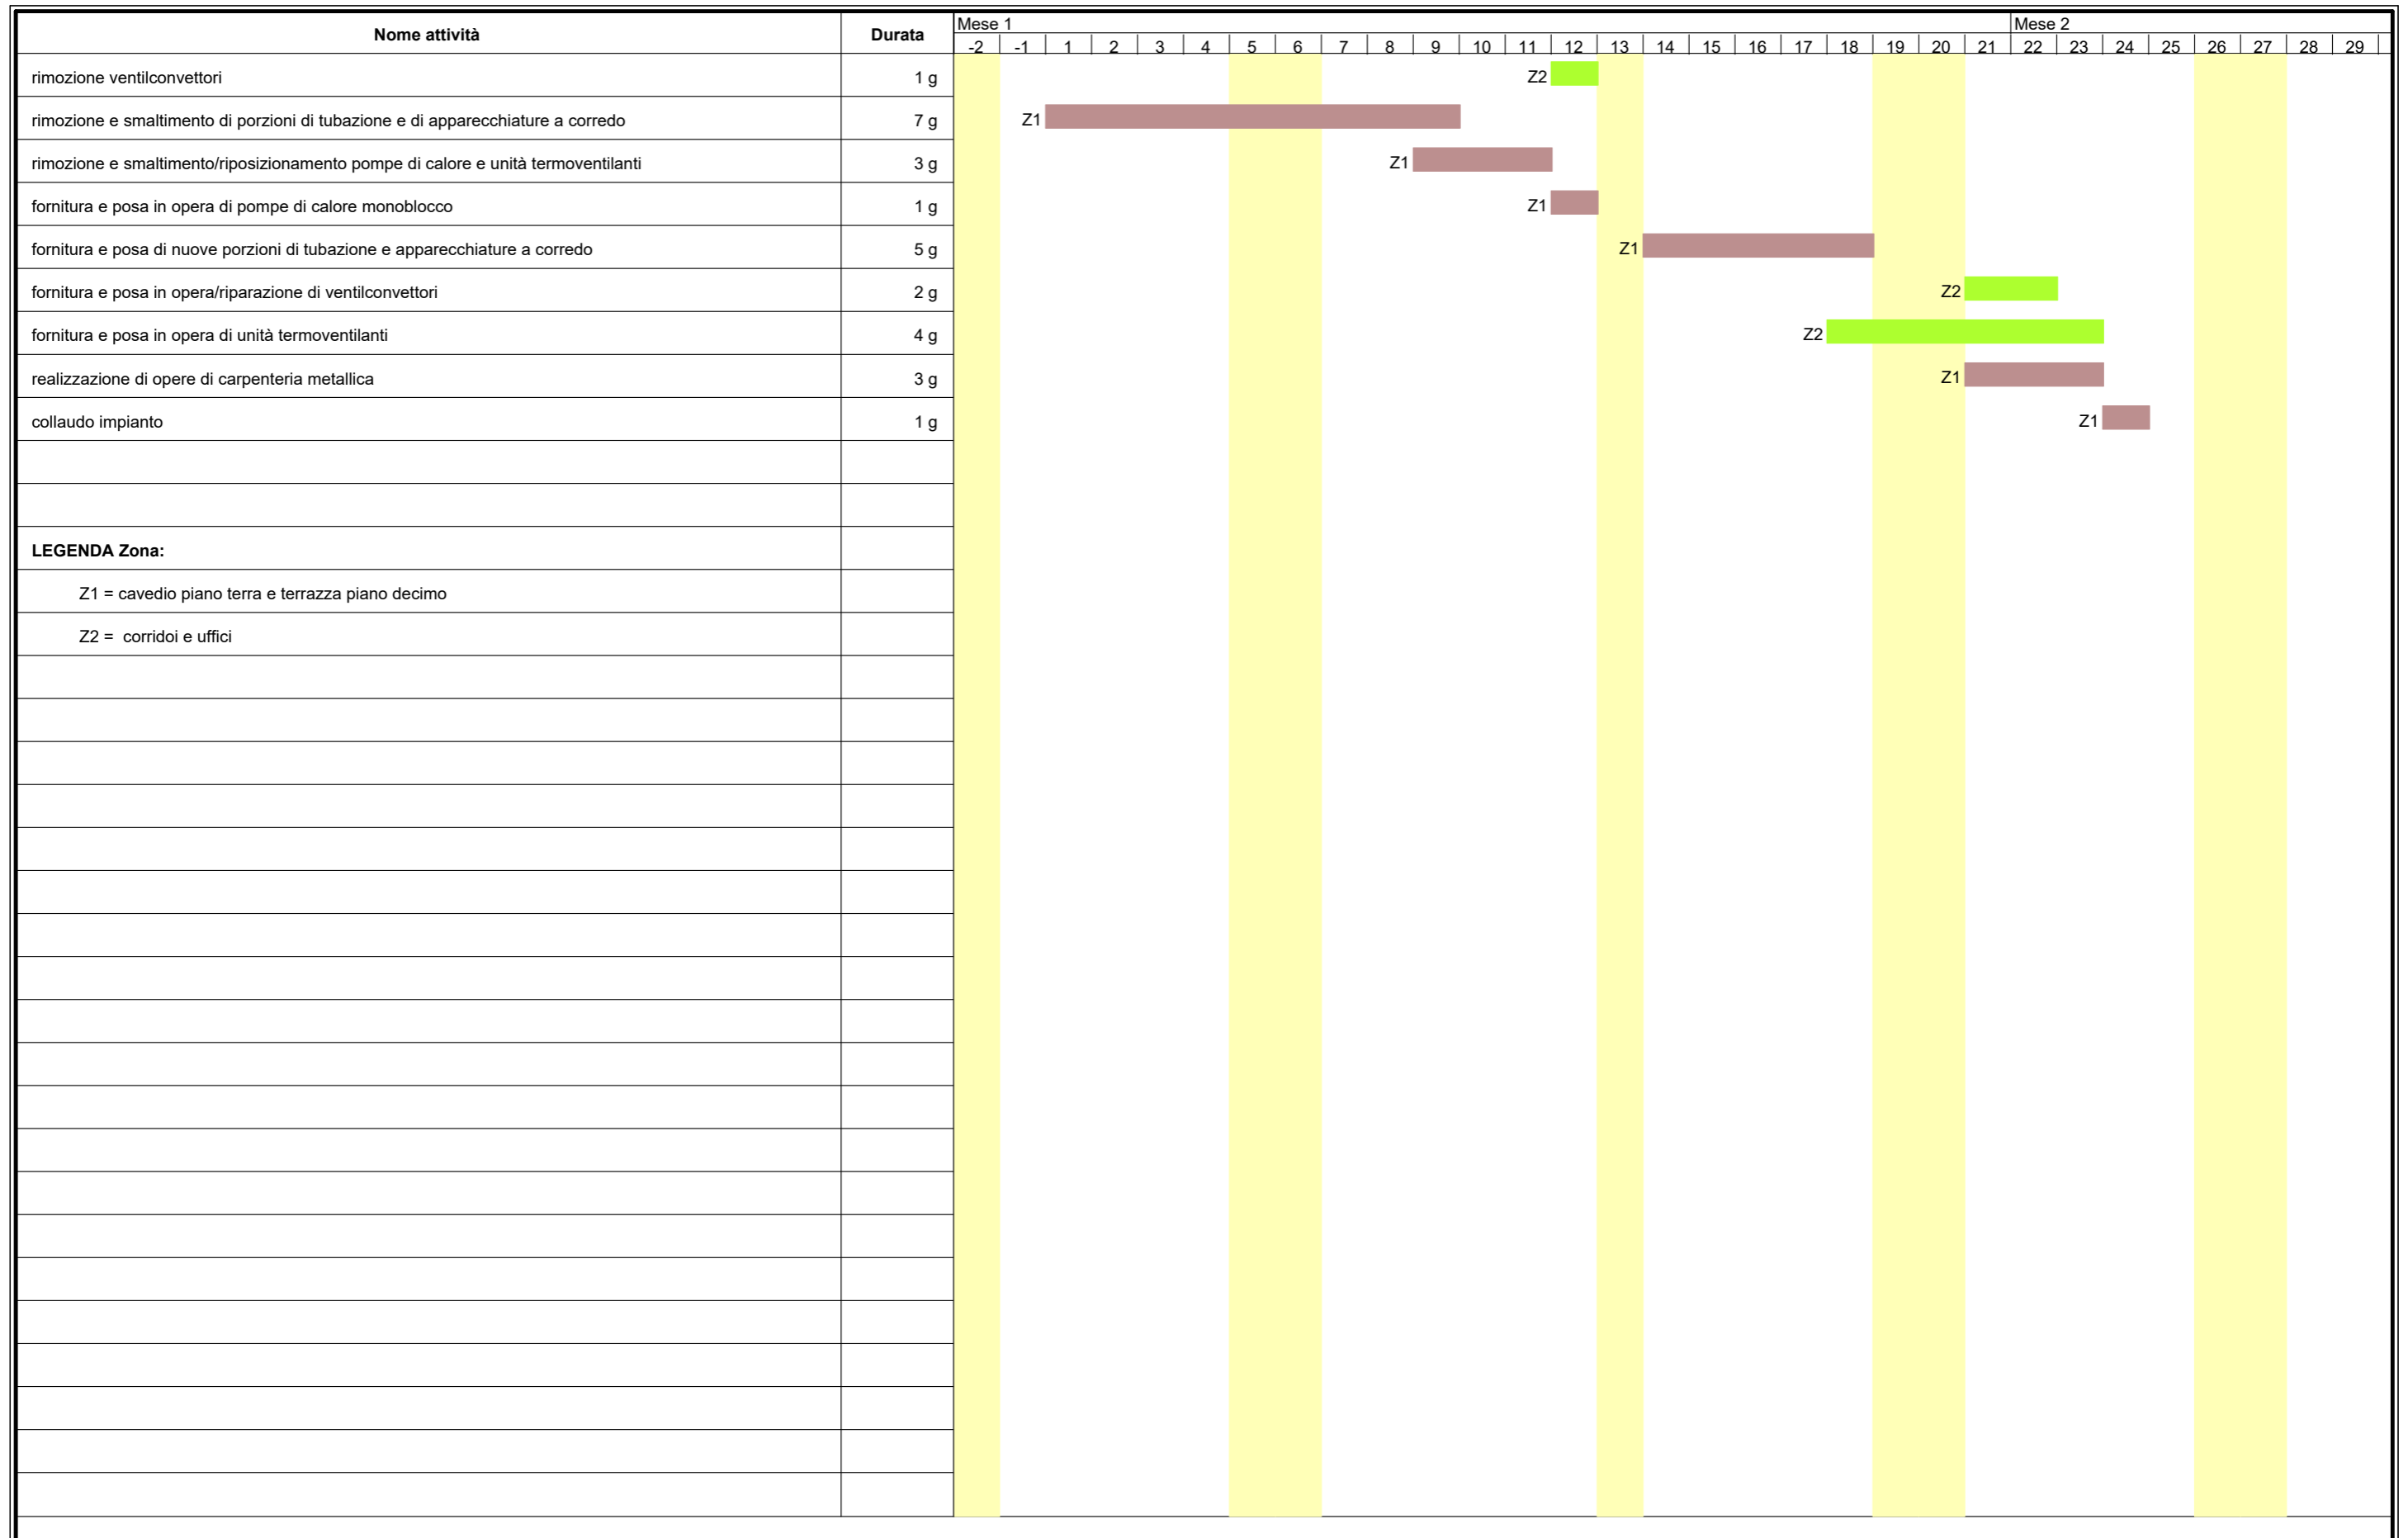 Nome attività Durata Mese 1 Mese 2
-2 -1 1 2 3 4 5 6 7 8 9 10 11 12 13 14 15 16 17 18 19 20 21 22 23 24 25 26 27 28 29
rimozione ventilconvettori 1 g Z2
rimozione e smaltimento di porzioni di tubazione e di apparecchiature a corredo 7 g Z1
rimozione e smaltimento/riposizionamento pompe di calore e unità termoventilanti 3 g Z1
fornitura e posa in opera di pompe di calore monoblocco 1 g Z1
fornitura e posa di nuove porzioni di tubazione e apparecchiature a corredo 5 g Z1
fornitura e posa in opera/riparazione di ventilconvettori 2 g Z2
fornitura e posa in opera di unità termoventilanti 4 g Z2
realizzazione di opere di carpenteria metallica 3 g Z1
collaudo impianto 1 g Z1
LEGENDA Zona:
Z1 = cavedio piano terra e terrazza piano decimo
Z2 = corridoi e uffici